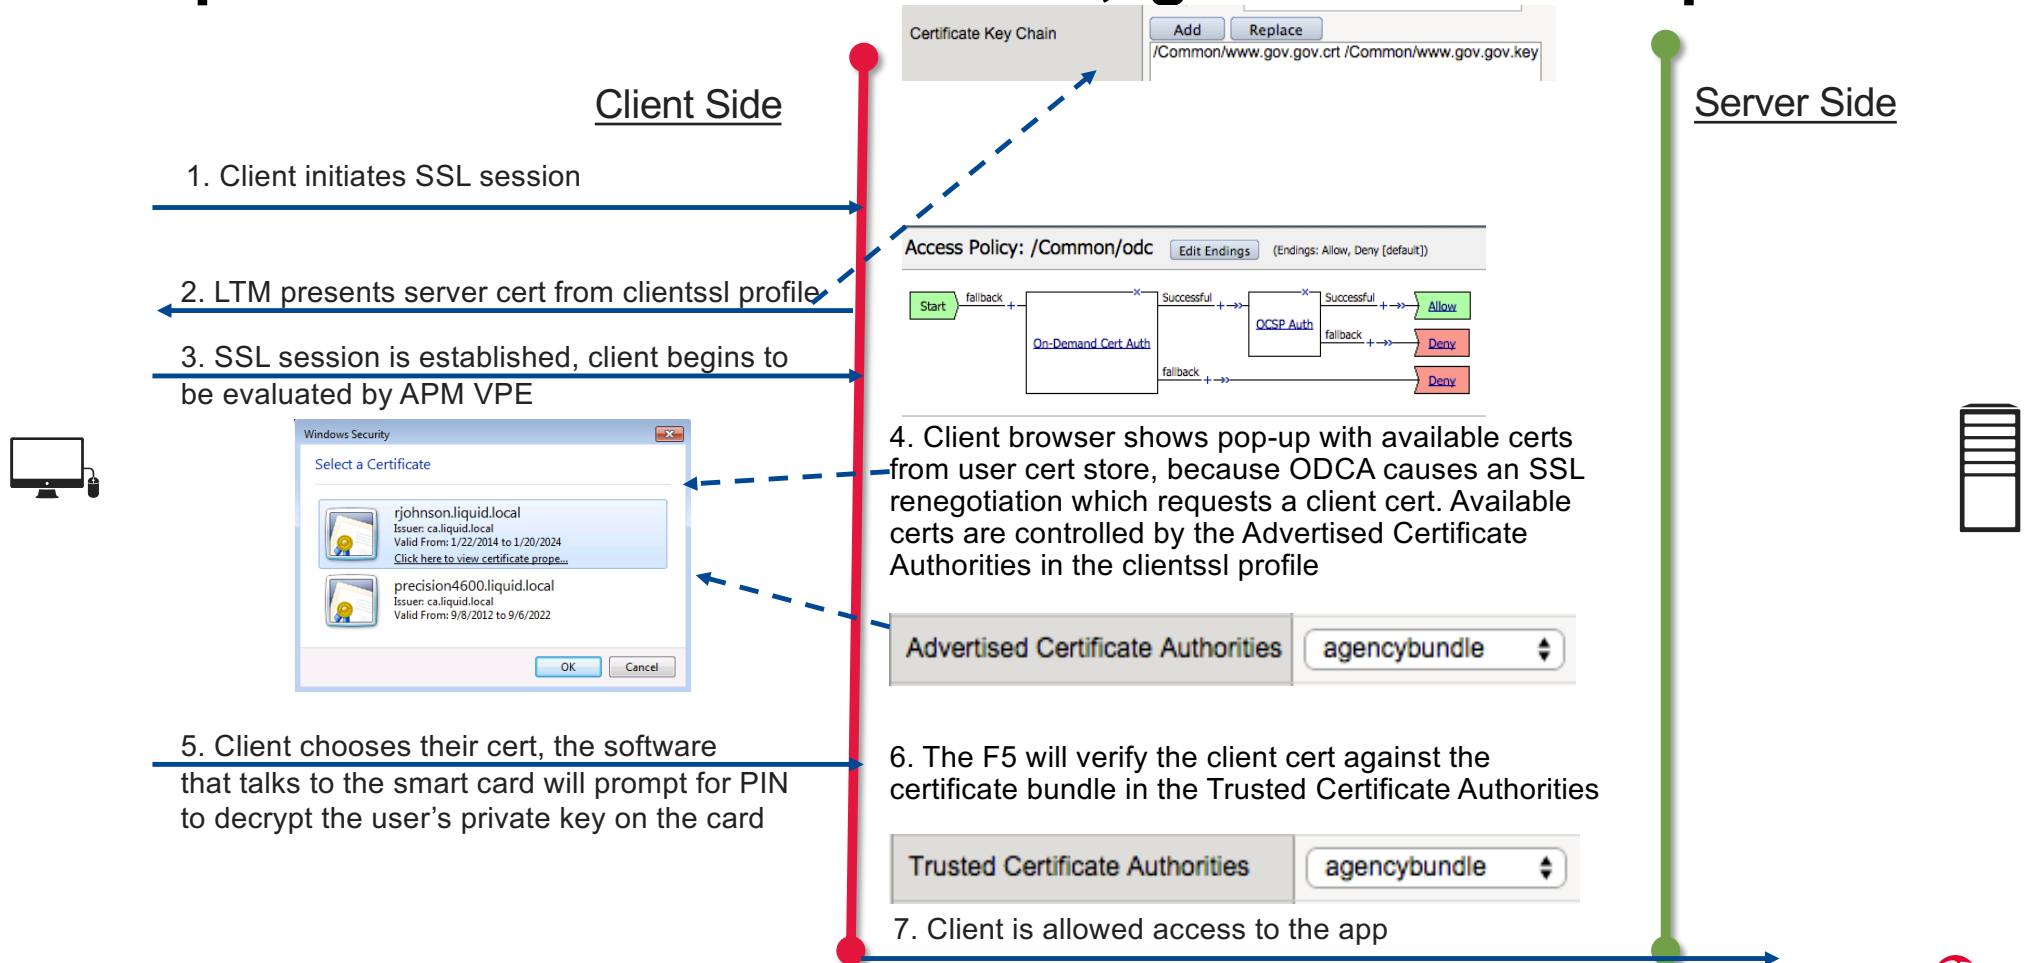 Certificate Key Chain
Add
Replace
/Common/www.gov.gov.crt /Common/www.gov.gov.key
Client Side
Server Side
1. Client initiates SSL session
2. LTM presents server cert from clientssl profile
3. SSL session is established, client begins to
be evaluated by APM VPE
Access Policy: /Common/odc
Edit Endings
(Endings: Allow, Deny [default])
Start
fallback
+
On-Demand Cert Auth
Successful
+
OCSP Auth
Successful
+
Allow
fallback
+
Deny
fallback
+
Deny
Windows Security
Select a Certificate
rjohnson.liquid.local
Issuer: ca.liquid.local
Valid From: 1/22/2014 to 1/20/2024
Click here to view certificate prope...
precision4600.liquid.local
Issuer: ca.liquid.local
Valid From: 9/8/2012 to 9/6/2022
OK
Cancel
4. Client browser shows pop-up with available certs
from user cert store, because ODCA causes an SSL
renegotiation which requests a client cert. Available
certs are controlled by the Advertised Certificate
Authorities in the clientssl profile
Advertised Certificate Authorities
agencybundle
5. Client chooses their cert, the software
that talks to the smart card will prompt for PIN
to decrypt the user’s private key on the card
6. The F5 will verify the client cert against the
certificate bundle in the Trusted Certificate Authorities
Trusted Certificate Authorities
agencybundle
7. Client is allowed access to the app